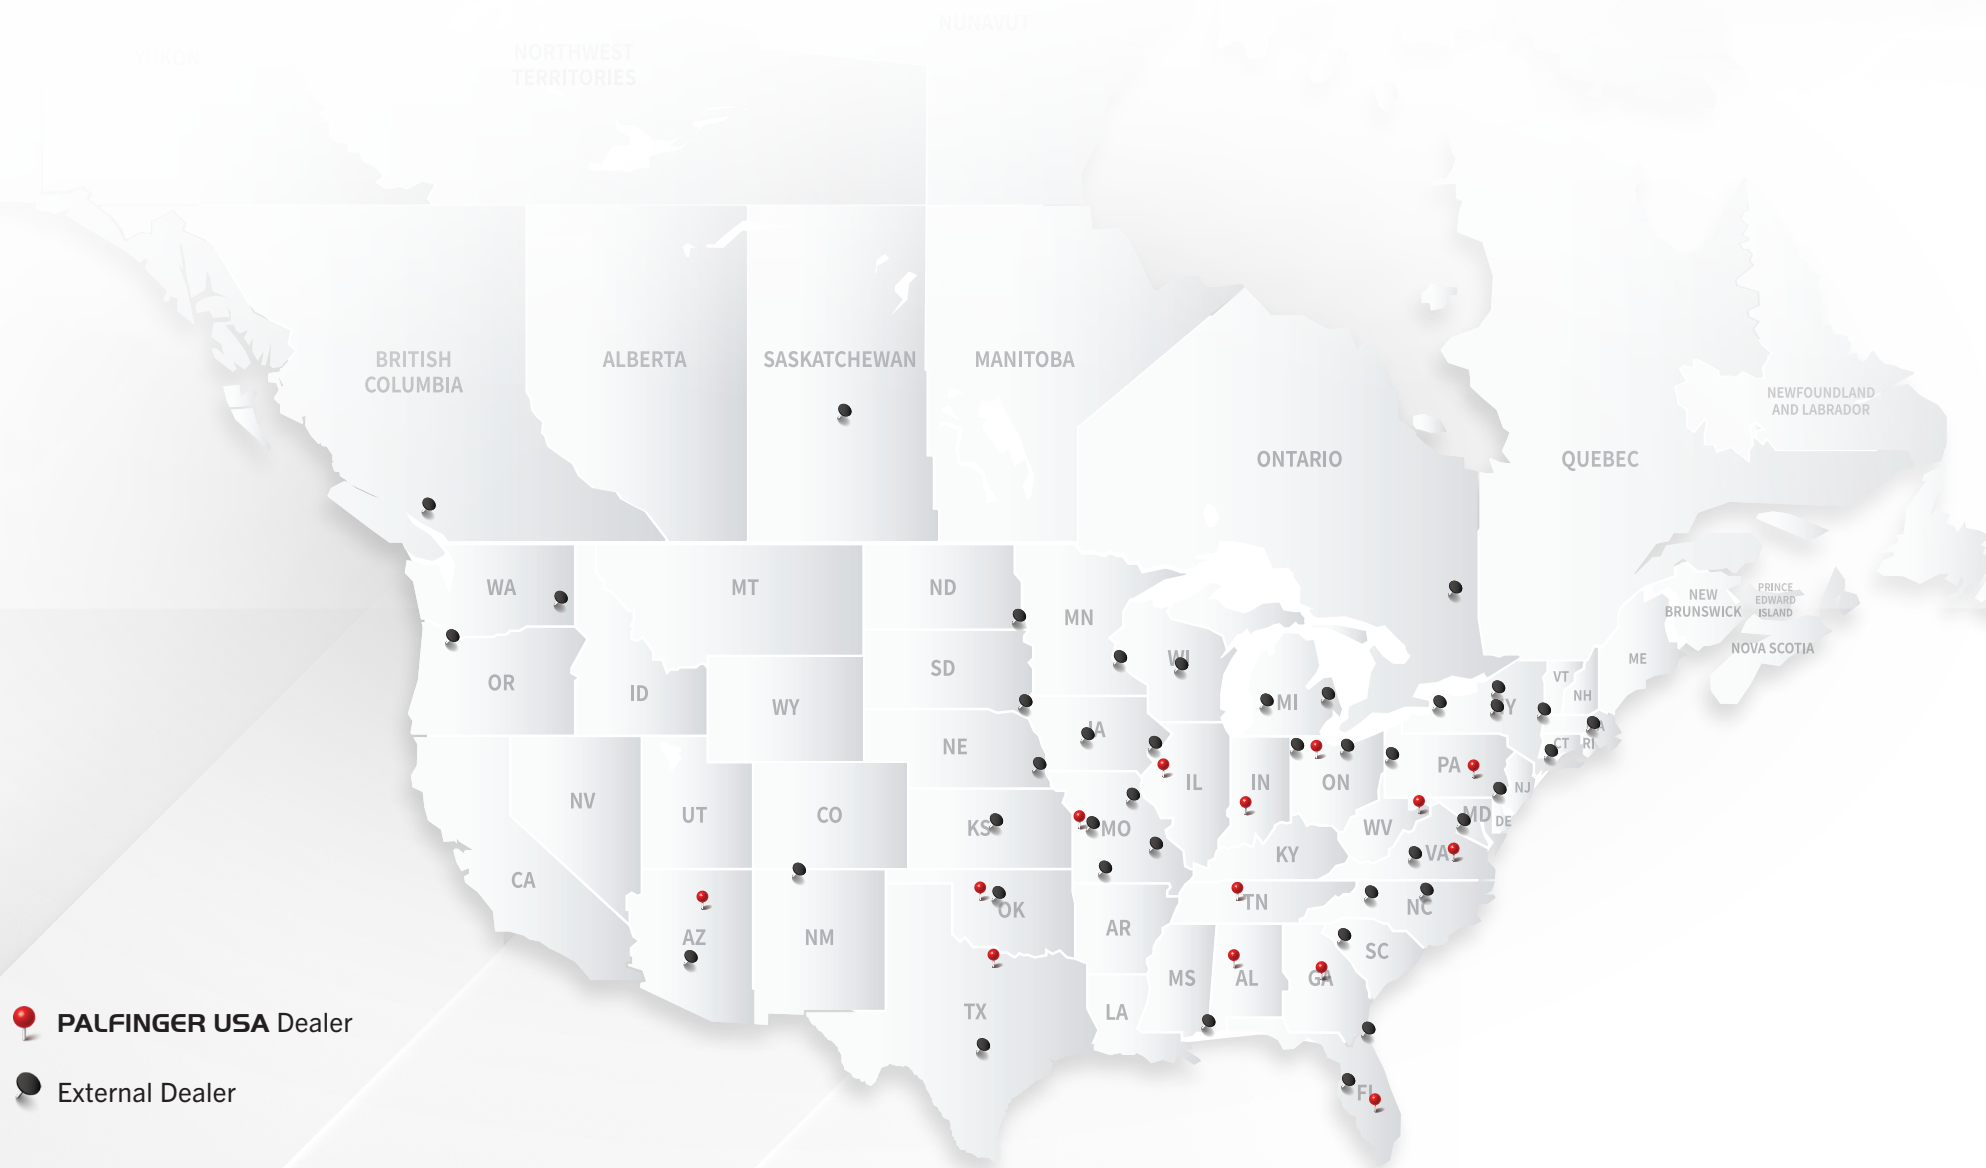 NUNAVUT
YUKON
NORTHWEST
TERRITORIES
BRITISH
COLUMBIA
ALBERTA
SASKATCHEWAN
MANITOBA
ONTARIO
QUEBEC
NEWFOUNDLAND
AND LABRADOR
NEW
BRUNSWICK
PRINCE
EDWARD
ISLAND
NOVA SCOTIA
WA
MT
ND
MN
OR
ID
SD
WI
MI
WY
NE
IA
Y
VT
NH
ME
A
CT
RI
NV
UT
CO
KS
MO
IL
IN
ON
PA
NJ
WV
MD
DE
CA
KY
VA
AZ
NM
OK
AR
TN
NC
SC
TX
LA
MS
AL
GA
FL
PALFINGER USA Dealer
External Dealer